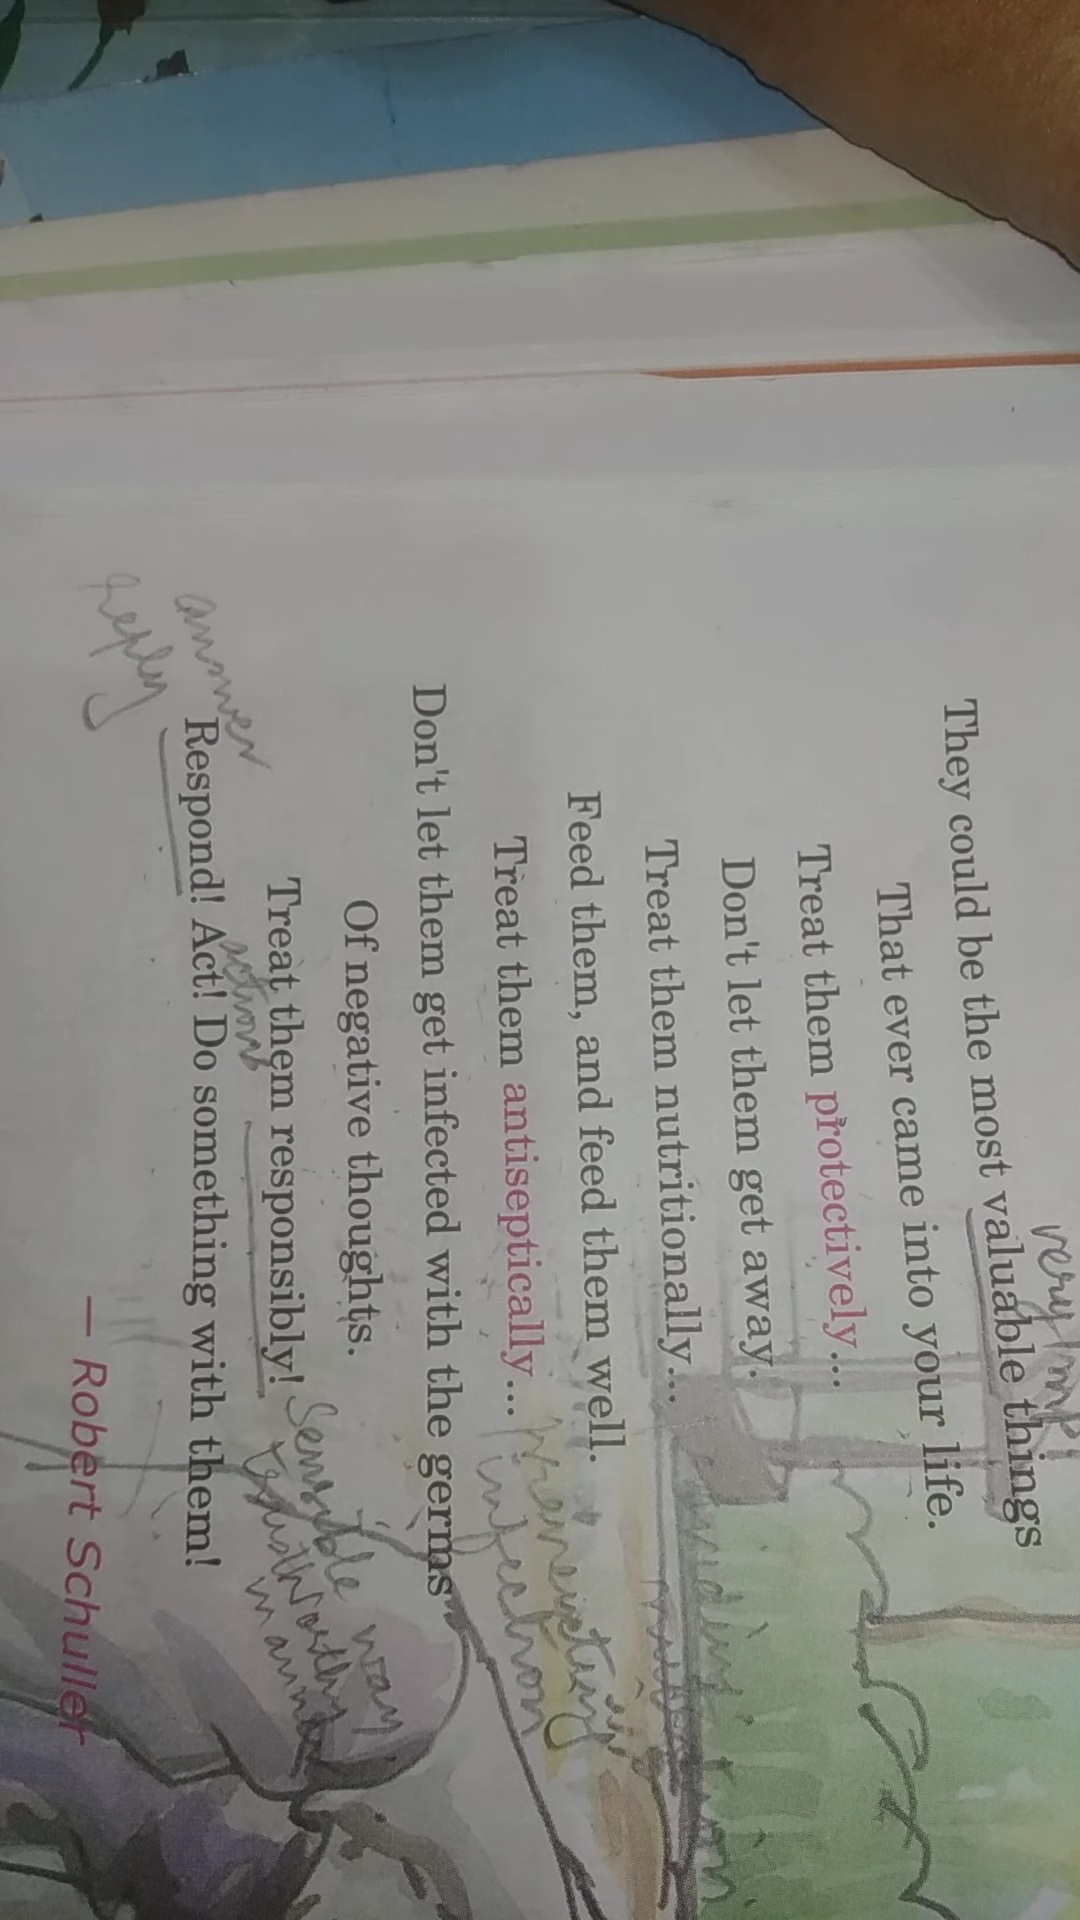 very imp.
They could be the most valuable things
That ever came into your life.
Treat them protectively...
Don't let them get away.
Treat them nutritionally...
Feed them, and feed them well.
Treat them antiseptically...
infection
Don't let them get infected with the germs
Of negative thoughts.
Treat them responsibly! Sensible way
trustworthy
manner
answer
reply
action
Respond! Act! Do something with them!
— Robert Schuller